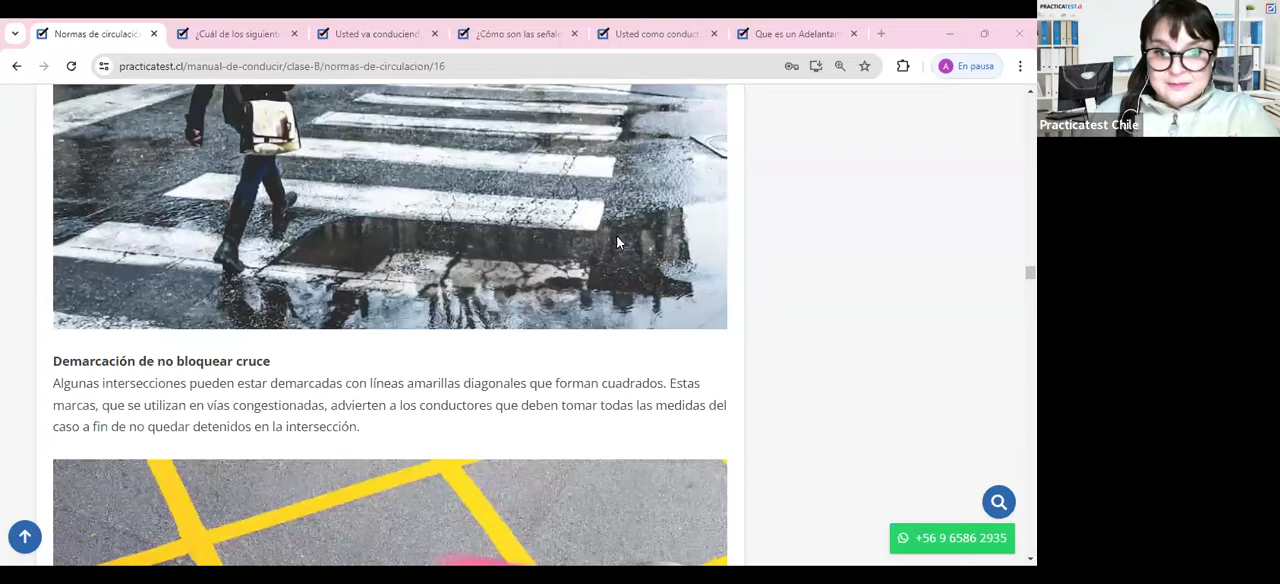 Normas de circulació
¿Cuál de los siguient
Usted va conduciend
¿Cómo son las señale
Usted como conduct
Que es un Adelantam
practicatest.cl/manual-de-conducir/clase-B/normas-de-circulacion/16
A En pausa
PRACTICATEST.cl
Practicatest Chile
Demarcación de no bloquear cruce
Algunas intersecciones pueden estar demarcadas con líneas amarillas diagonales que forman cuadrados. Estas
marcas, que se utilizan en vías congestionadas, advierten a los conductores que deben tomar todas las medidas del
caso a fin de no quedar detenidos en la intersección.
+56 9 6586 2935